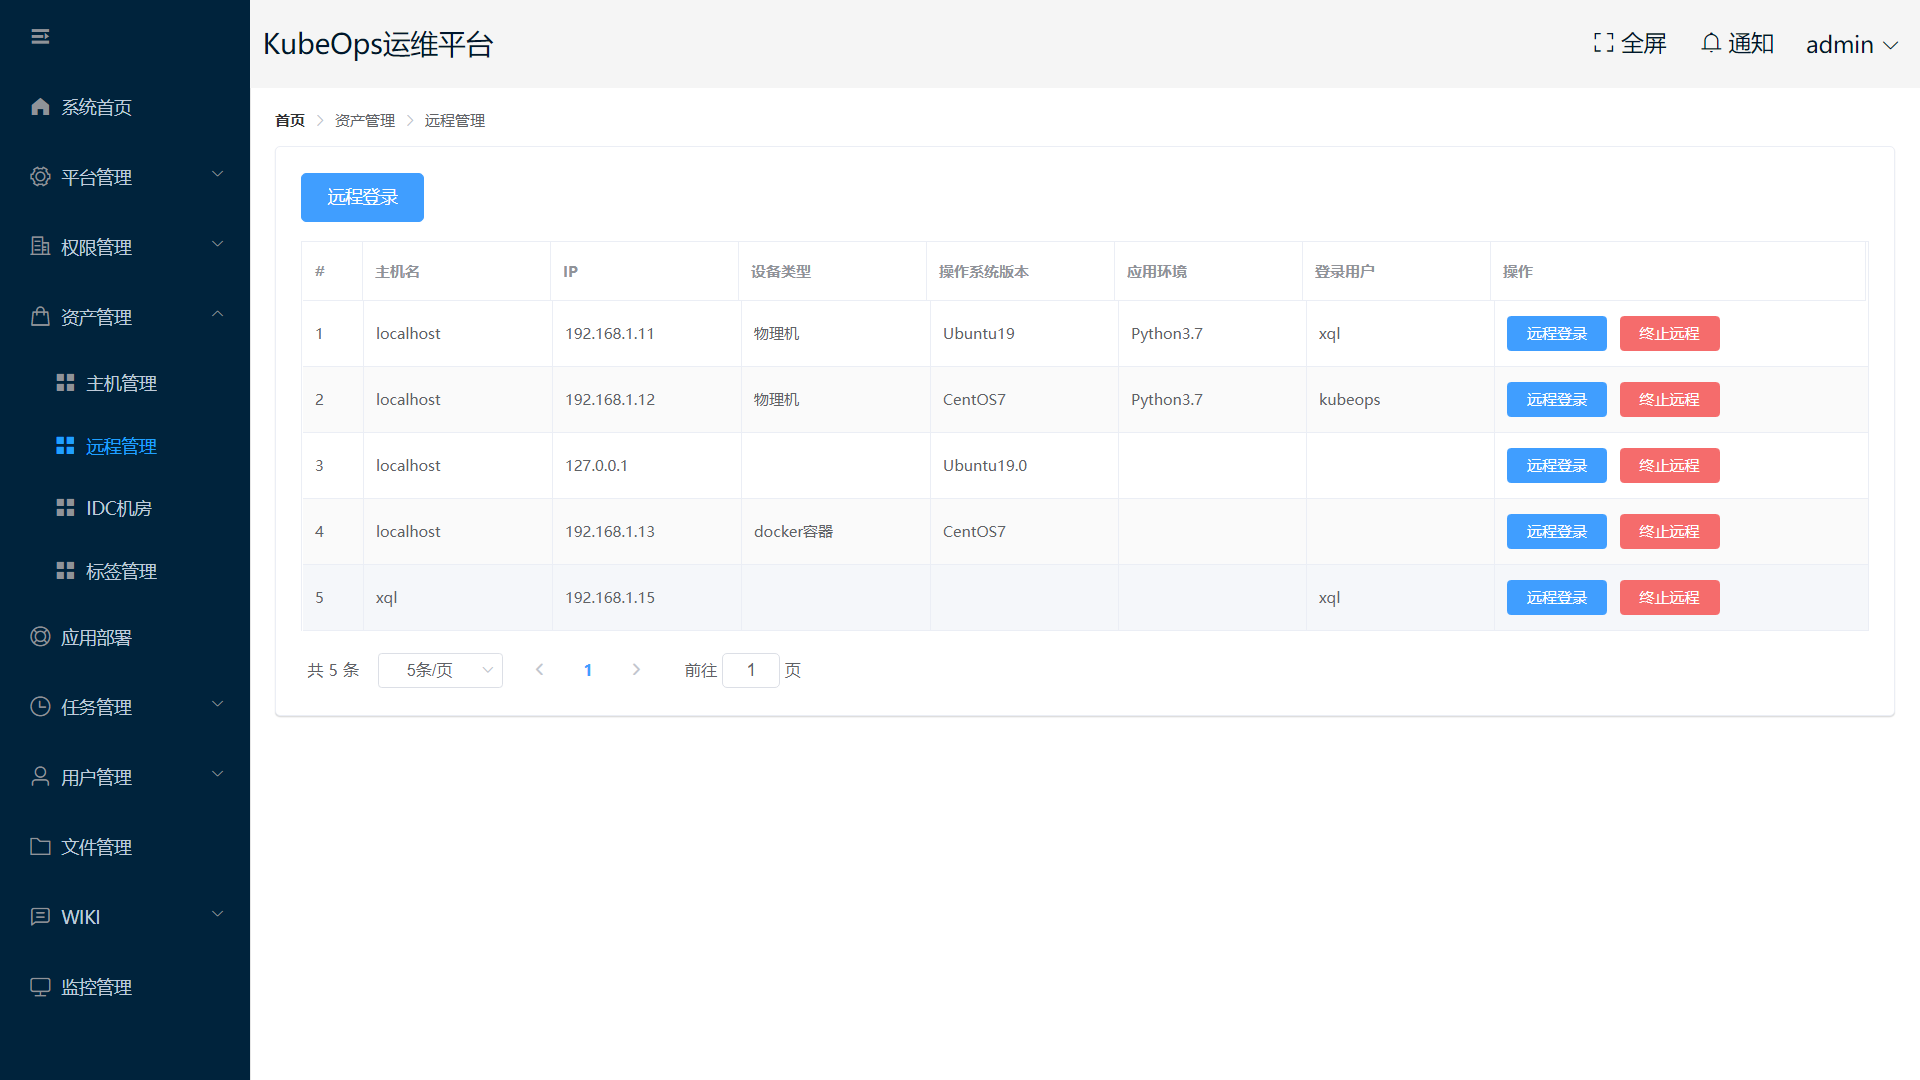 KubeOps运维平台
全屏 通知 admin
系统首页
平台管理
权限管理
资产管理
主机管理
远程管理
IDC机房
标签管理
应用部署
任务管理
用户管理
文件管理
WIKI
监控管理
首页 资产管理 远程管理
远程登录
# 主机名 IP 设备类型 操作系统版本 应用环境 登录用户 操作
1 localhost 192.168.1.11 物理机 Ubuntu19 Python3.7 xql 远程登录 终止远程
2 localhost 192.168.1.12 物理机 CentOS7 Python3.7 kubeops 远程登录 终止远程
3 localhost 127.0.0.1 Ubuntu19.0 远程登录 终止远程
4 localhost 192.168.1.13 docker容器 CentOS7 远程登录 终止远程
5 xql 192.168.1.15 xql 远程登录 终止远程
共 5 条 5条/页 1 前往 1 页